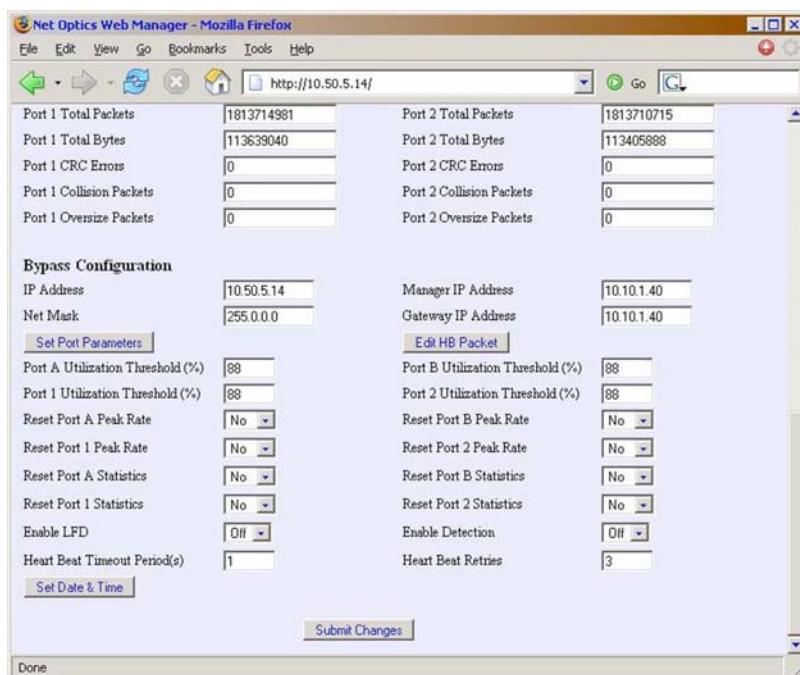 Net Optics Web Manager - Mozilla Firefox
File Edit View Go Bookmarks Tools Help
http://10.50.5.14/ Go G
Port 1 Total Packets 1813714981 Port 2 Total Packets 1813710715
Port 1 Total Bytes 113639040 Port 2 Total Bytes 113405888
Port 1 CRC Errors 0 Port 2 CRC Errors 0
Port 1 Collision Packets 0 Port 2 Collision Packets 0
Port 1 Oversize Packets 0 Port 2 Oversize Packets 0
Bypass Configuration
IP Address 10.50.5.14 Manager IP Address 10.10.1.40
Net Mask 255.0.0.0 Gateway IP Address 10.10.1.40
Set Port Parameters Edit HB Packet
Port A Utilization Threshold (%) 88 Port B Utilization Threshold (%) 88
Port 1 Utilization Threshold (%) 88 Port 2 Utilization Threshold (%) 88
Reset Port A Peak Rate No Reset Port B Peak Rate No
Reset Port 1 Peak Rate No Reset Port 2 Peak Rate No
Reset Port A Statistics No Reset Port B Statistics No
Reset Port 1 Statistics No Reset Port 2 Statistics No
Enable LFD Off Enable Detection Off
Heart Beat Timeout Period(s) 1 Heart Beat Retries 3
Set Date & Time
Submit Changes
Done